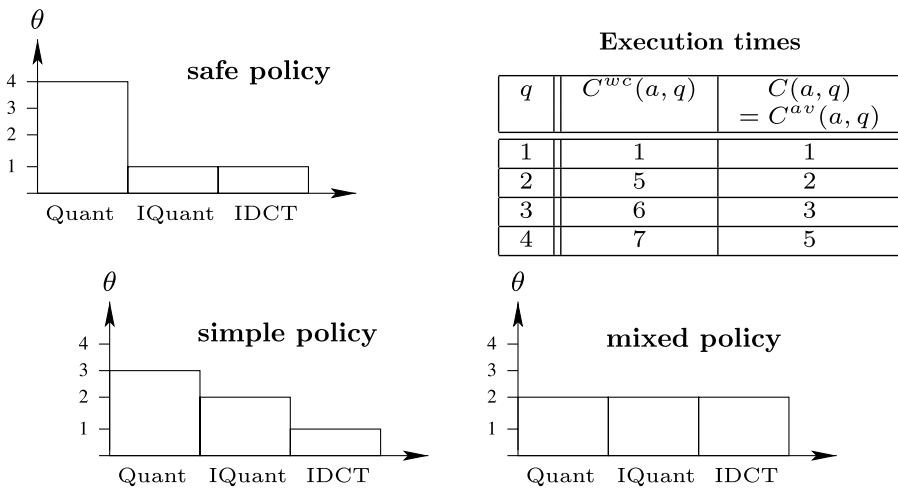 θ
safe policy
4
3
2
1
Quant IQuant IDCT
Execution times
q C^{wc}(a, q) C(a, q)
= C^{av}(a, q)
1 1 1
2 5 2
3 6 3
4 7 5
θ
simple policy
4
3
2
1
Quant IQuant IDCT
θ
mixed policy
4
3
2
1
Quant IQuant IDCT